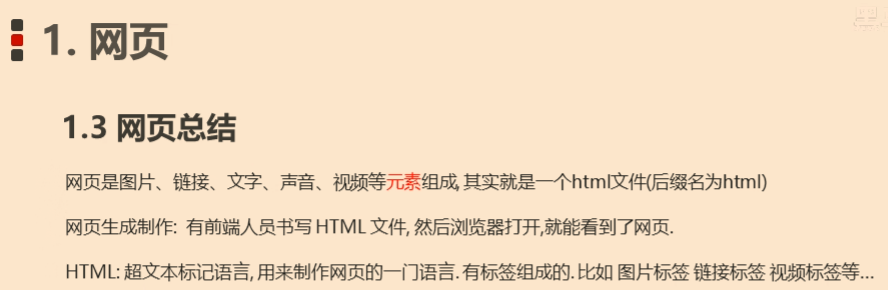 1. 网页
1.3 网页总结
网页是图片、链接、文字、声音、视频等元素组成, 其实就是一个html文件(后缀名为html)
网页生成制作: 有前端人员书写 HTML 文件, 然后浏览器打开,就能看到了网页.
HTML: 超文本标记语言, 用来制作网页的一门语言. 有标签组成的. 比如 图片标签 链接标签 视频标签等...